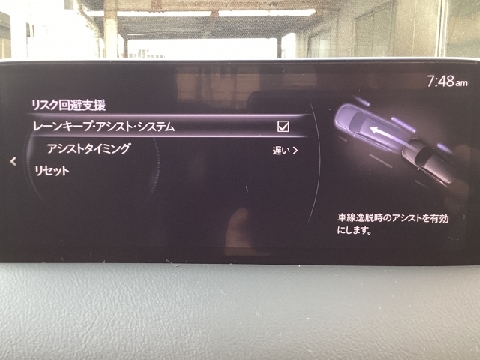 7:48am
リスク回避支援
レーンキープ・アシスト・システム
アシストタイミング
遅い
リセット
車線逸脱時のアシストを有効
にします。